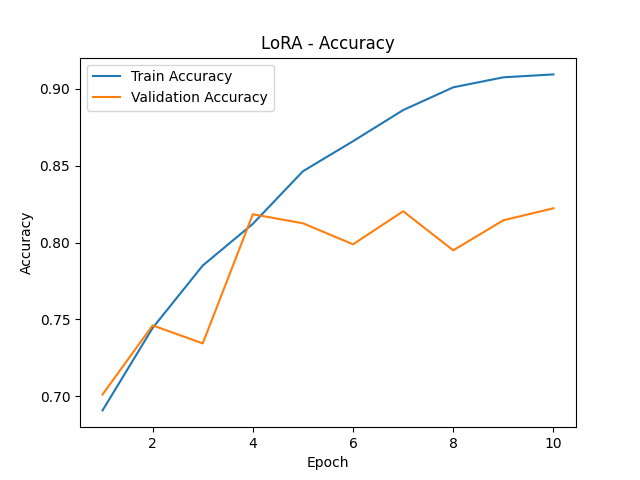 LoRA - Accuracy
Train Accuracy
Validation Accuracy
Accuracy
0.90
0.85
0.80
0.75
0.70
2 4 6 8 10
Epoch